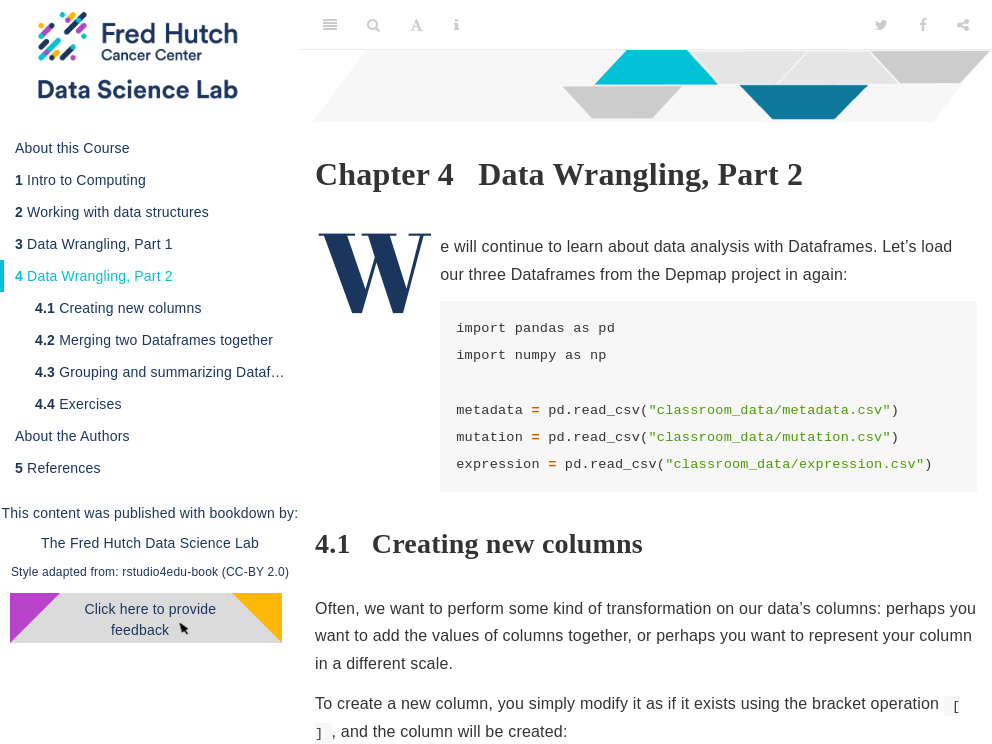 Fred Hutch
Cancer Center
Data Science Lab
About this Course
1 Intro to Computing
2 Working with data structures
3 Data Wrangling, Part 1
4 Data Wrangling, Part 2
4.1 Creating new columns
4.2 Merging two Dataframes together
4.3 Grouping and summarizing Dataf…
4.4 Exercises
About the Authors
5 References
This content was published with bookdown by:
The Fred Hutch Data Science Lab
Style adapted from: rstudio4edu-book (CC-BY 2.0)
Click here to provide
feedback
A
Chapter 4 Data Wrangling, Part 2
We will continue to learn about data analysis with Dataframes. Let’s load
our three Dataframes from the Depmap project in again:
import pandas as pd
import numpy as np
metadata = pd.read_csv("classroom_data/metadata.csv")
mutation = pd.read_csv("classroom_data/mutation.csv")
expression = pd.read_csv("classroom_data/expression.csv")
4.1 Creating new columns
Often, we want to perform some kind of transformation on our data’s columns: perhaps you
want to add the values of columns together, or perhaps you want to represent your column
in a different scale.
To create a new column, you simply modify it as if it exists using the bracket operation [
] , and the column will be created: